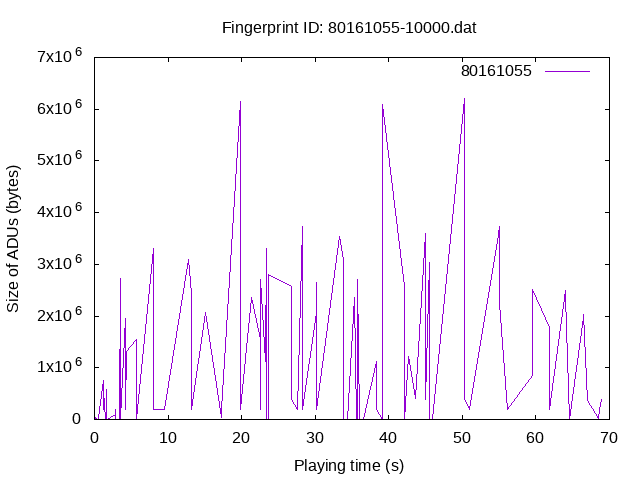 Fingerprint ID: 80161055-10000.dat
80161055
7x10 6
6x10 6
5x10 6
4x10 6
3x10 6
2x10 6
1x10 6
0
Size of ADUs (bytes)
0 10 20 30 40 50 60 70
Playing time (s)